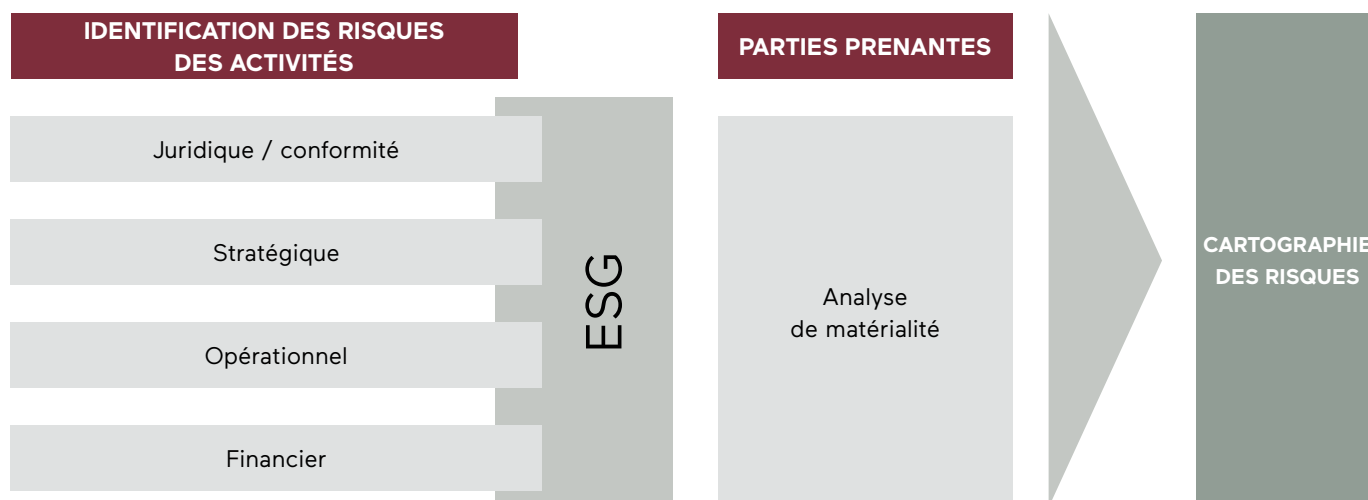 IDENTIFICATION DES RISQUES
DES ACTIVITÉS
Juridique / conformité
Stratégique
Opérationnel
Financier
ESG
PARTIES PRENANTES
Analyse
de matérialité
CARTOGRAPHIE
DES RISQUES